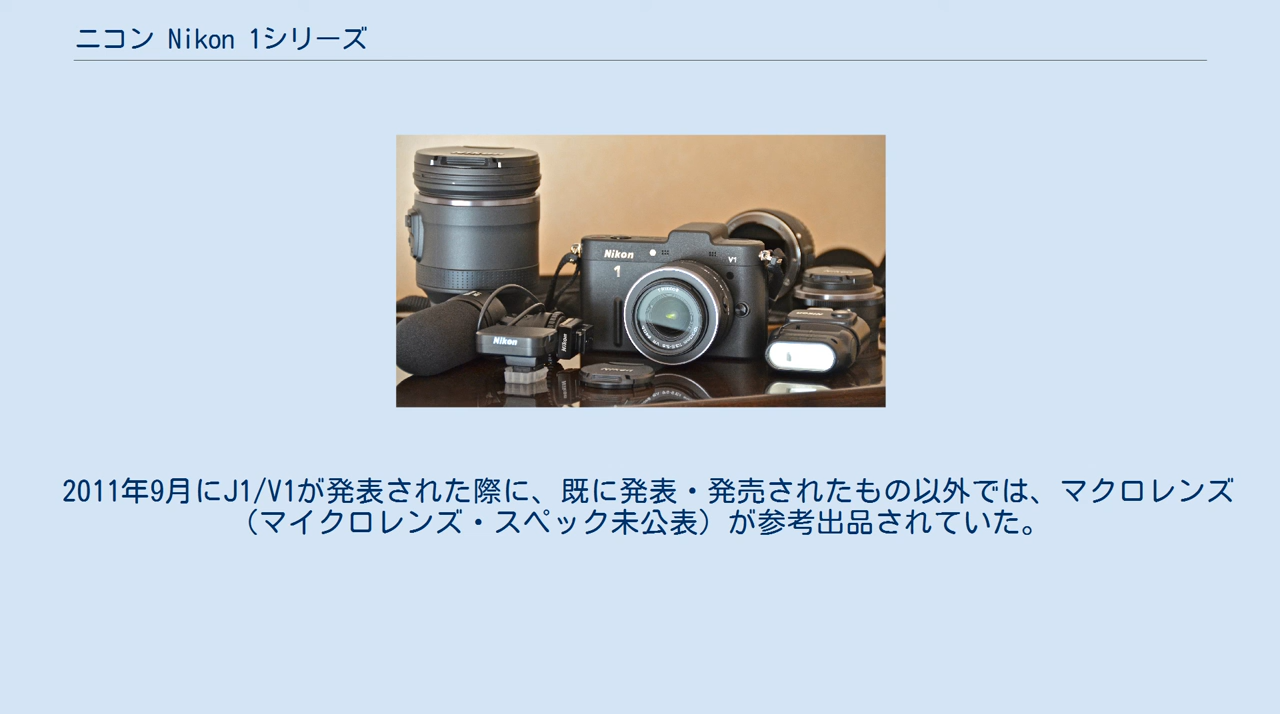 ニコン Nikon 1シリーズ
Nikon
1
V1
Nikon
Nikon
2011年9月にJ1/V1が発表された際に、既に発表・発売されたもの以外では、マクロレンズ
（マイクロレンズ・スペック未公表）が参考出品されていた。